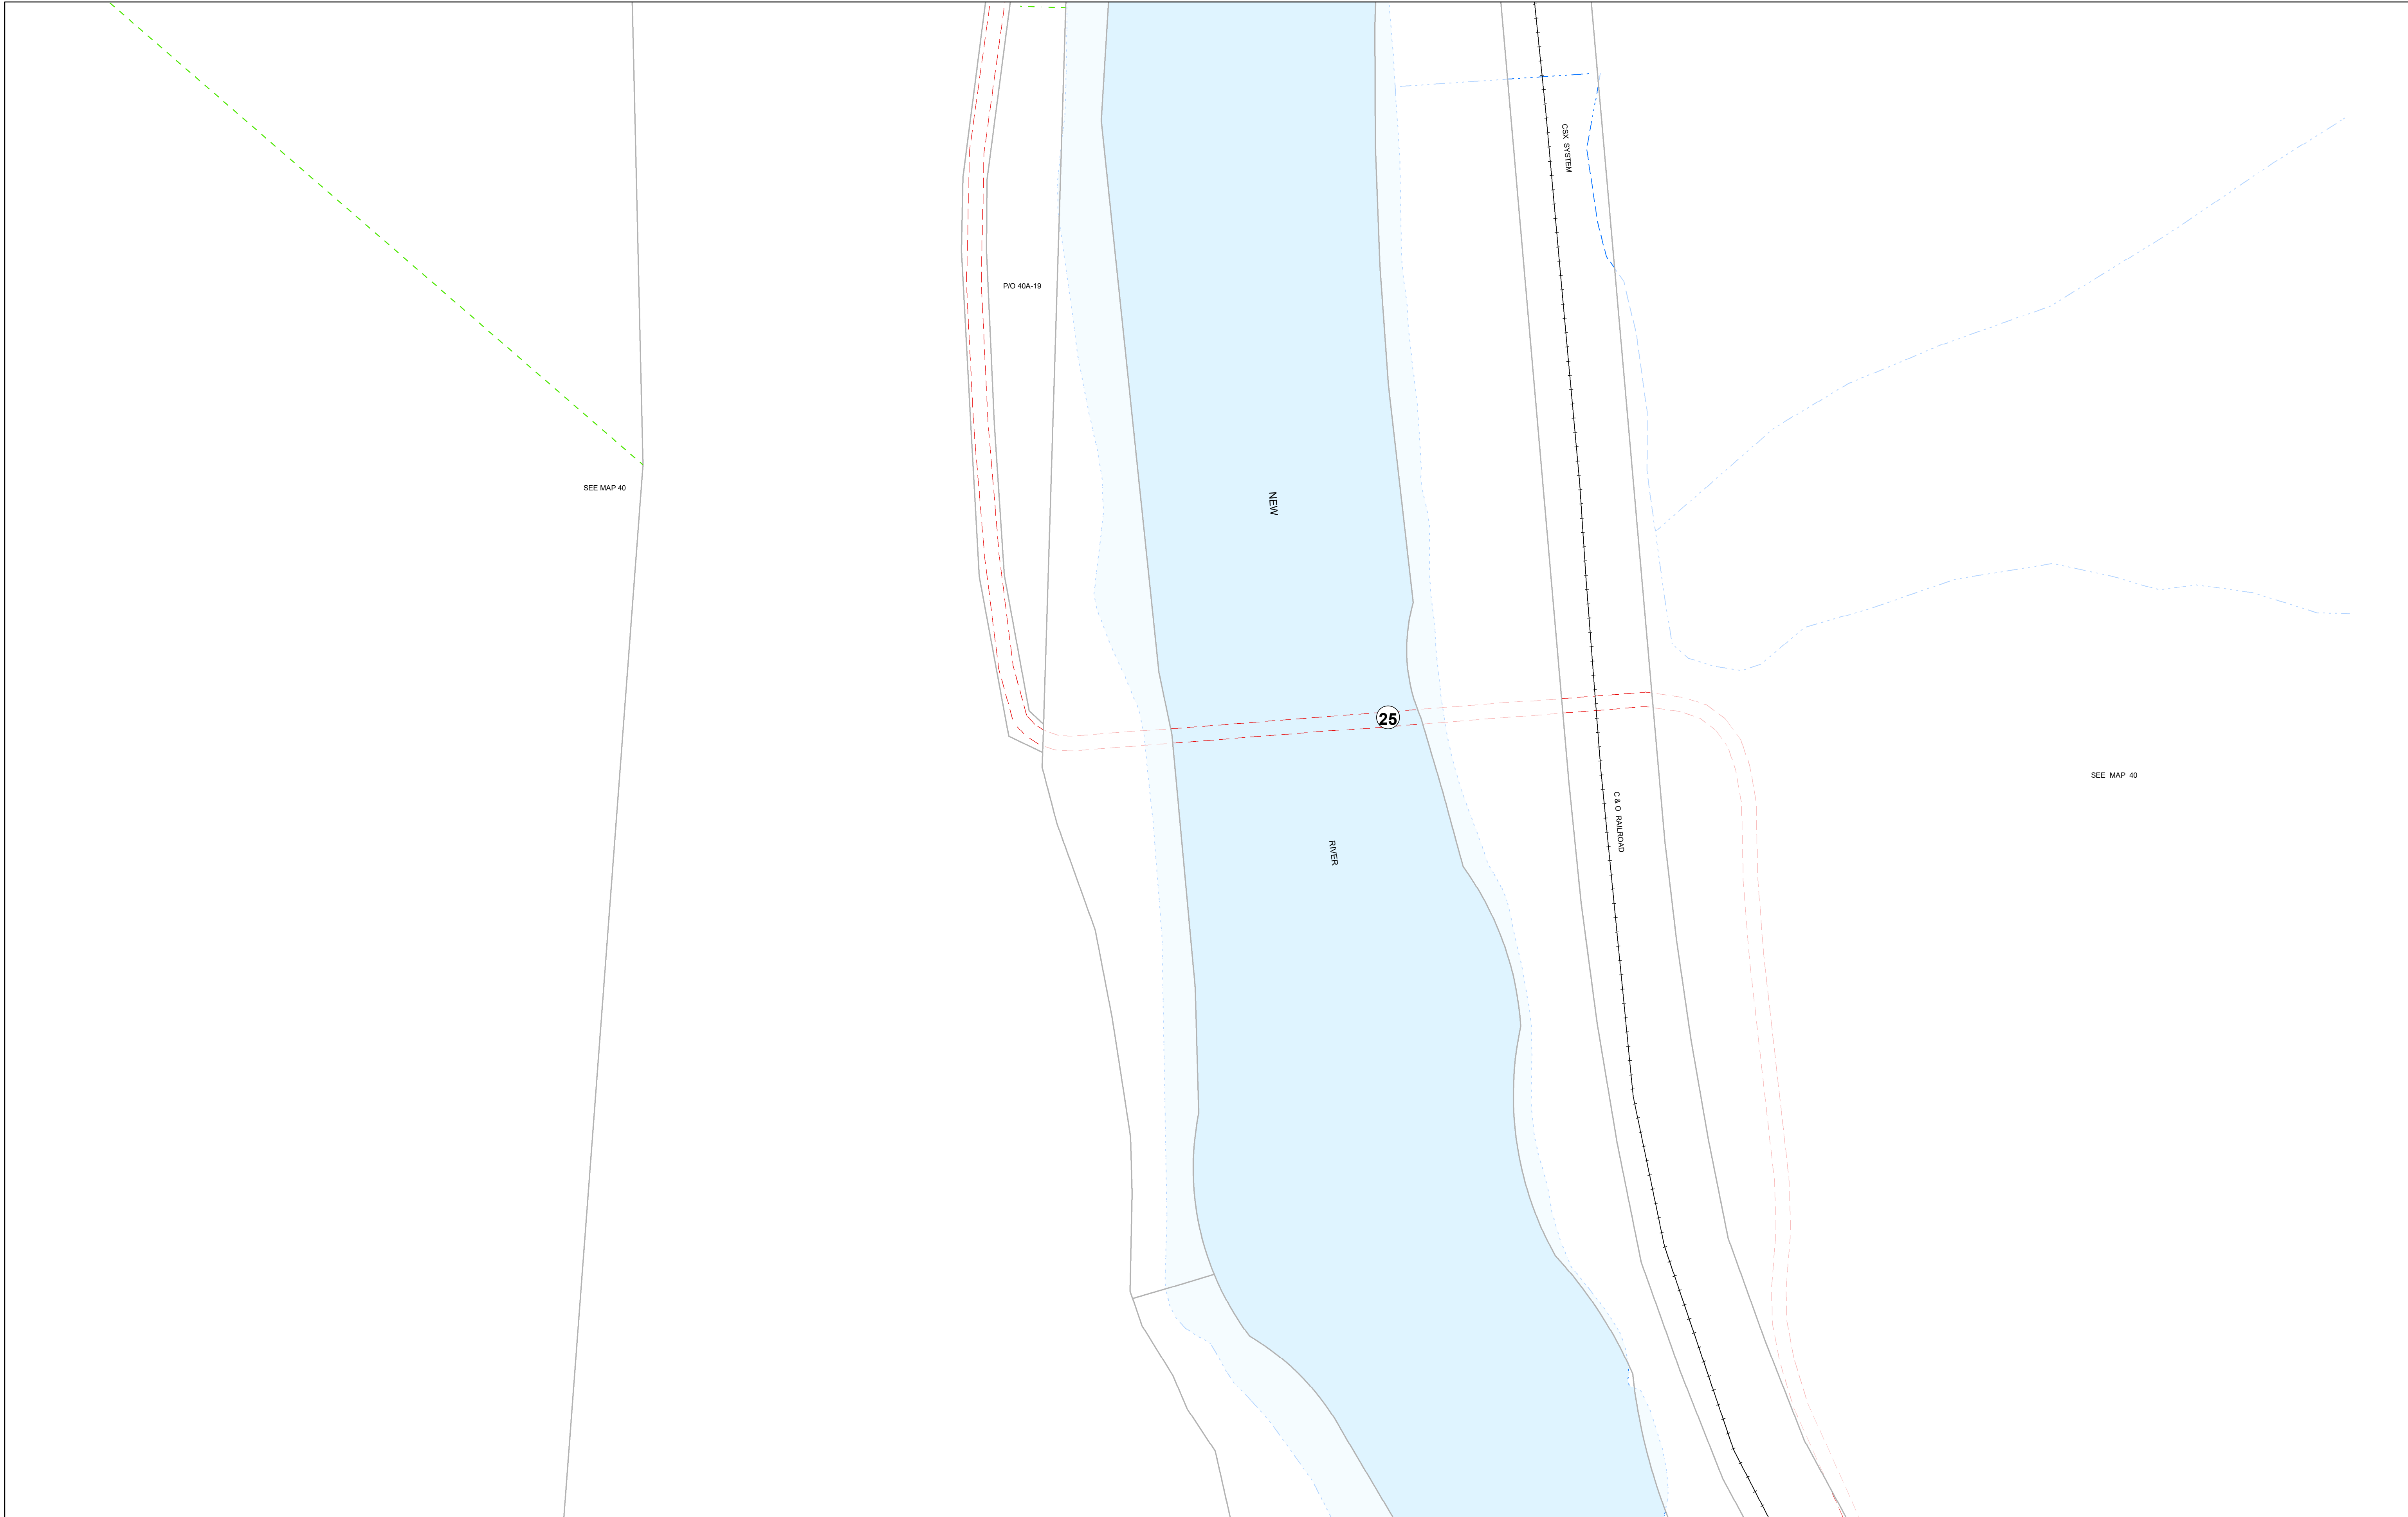 CSX SYSTEM
P/O 40A-19
SEE MAP 40
NEW
25
SEE MAP 40
C & O RAILROAD
RIVER